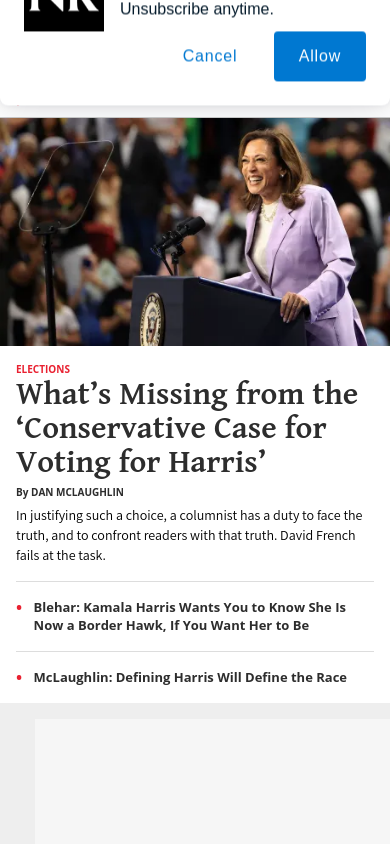 NR
Unsubscribe anytime.
Cancel
Allow
ELECTIONS
What’s Missing from the
‘Conservative Case for
Voting for Harris’
By DAN MCLAUGHLIN
In justifying such a choice, a columnist has a duty to face the
truth, and to confront readers with that truth. David French
fails at the task.
• Blehar: Kamala Harris Wants You to Know She Is
Now a Border Hawk, If You Want Her to Be
• McLaughlin: Defining Harris Will Define the Race